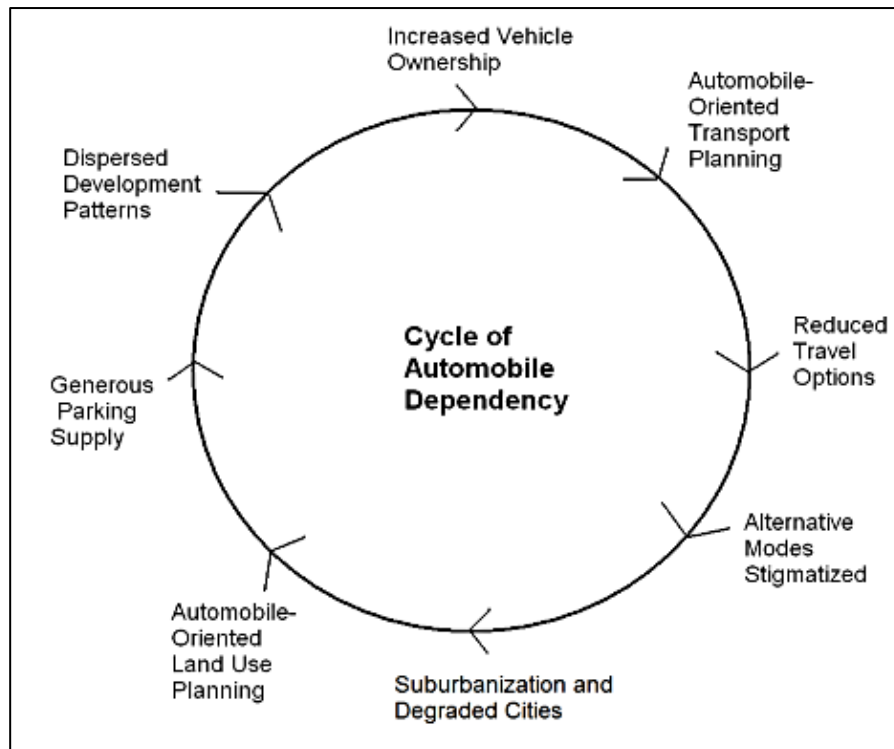 Increased Vehicle
Ownership
Automobile-
Oriented
Transport
Planning
Reduced
Travel
Options
Alternative
Modes
Stigmatized
Suburbanization and
Degraded Cities
Automobile-
Oriented
Land Use
Planning
Generous
Parking
Supply
Dispersed
Development
Patterns
Cycle of
Automobile
Dependency